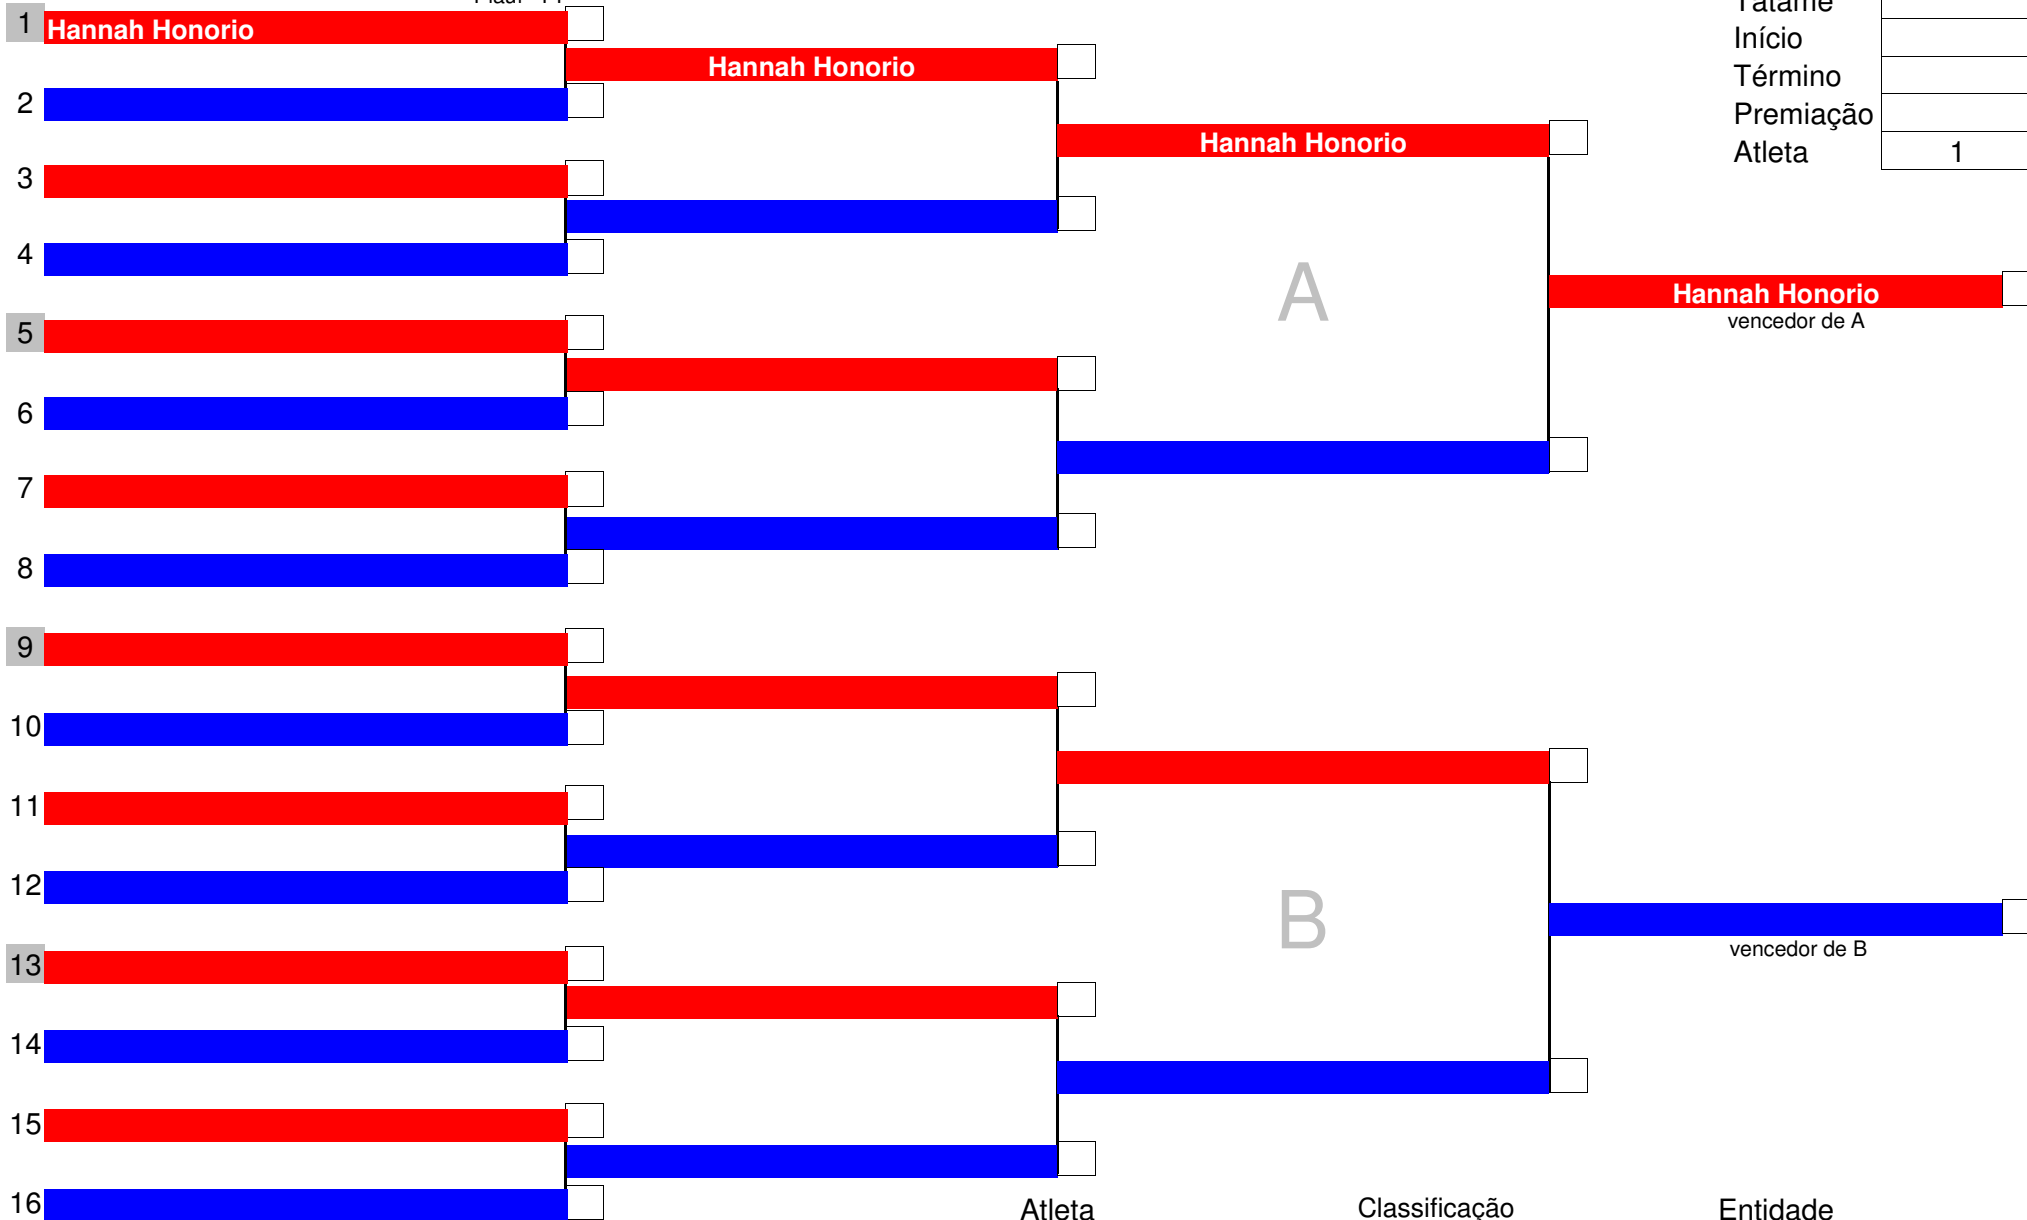 1 Hannah Honorio
Hannah Honorio
2
Hannah Honorio
3
4
A
Hannah Honorio
vencedor de A
5
6
7
8
9
10
11
12
B
vencedor de B
13
14
15
16
Tatame
Início
Término
Premiação
Atleta 1
Atleta Classificação Entidade